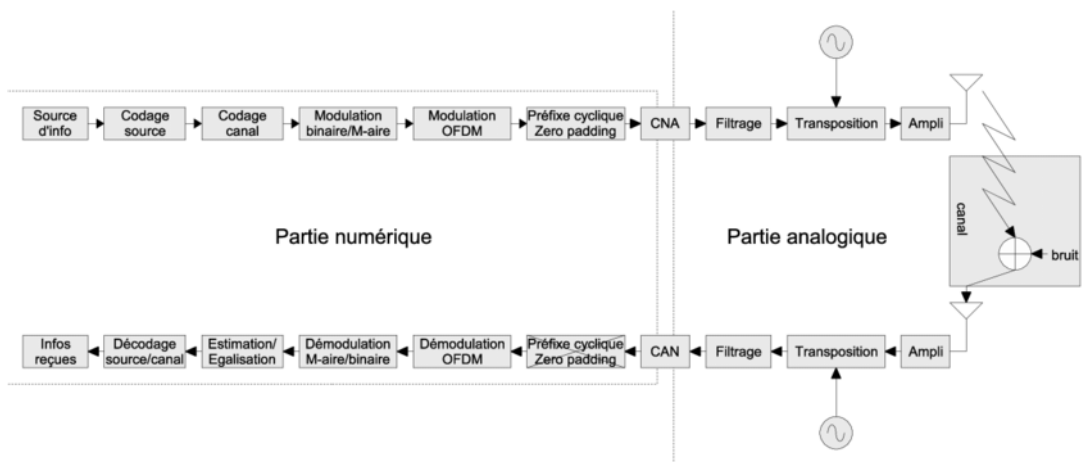 Source
d'info
Codage
source
Codage
canal
Modulation
binaire/M-aire
Modulation
OFDM
Préfixe cyclique
Zero padding
CNA
Filtrage
Transposition
Ampli
Partie numérique
Partie analogique
canal
bruit
Infos
reçues
Décodage
source/canal
Estimation/
Egalisation
Démodulation
M-aire/binaire
Démodulation
OFDM
Préfixe cyclique
Zero padding
CAN
Filtrage
Transposition
Ampli